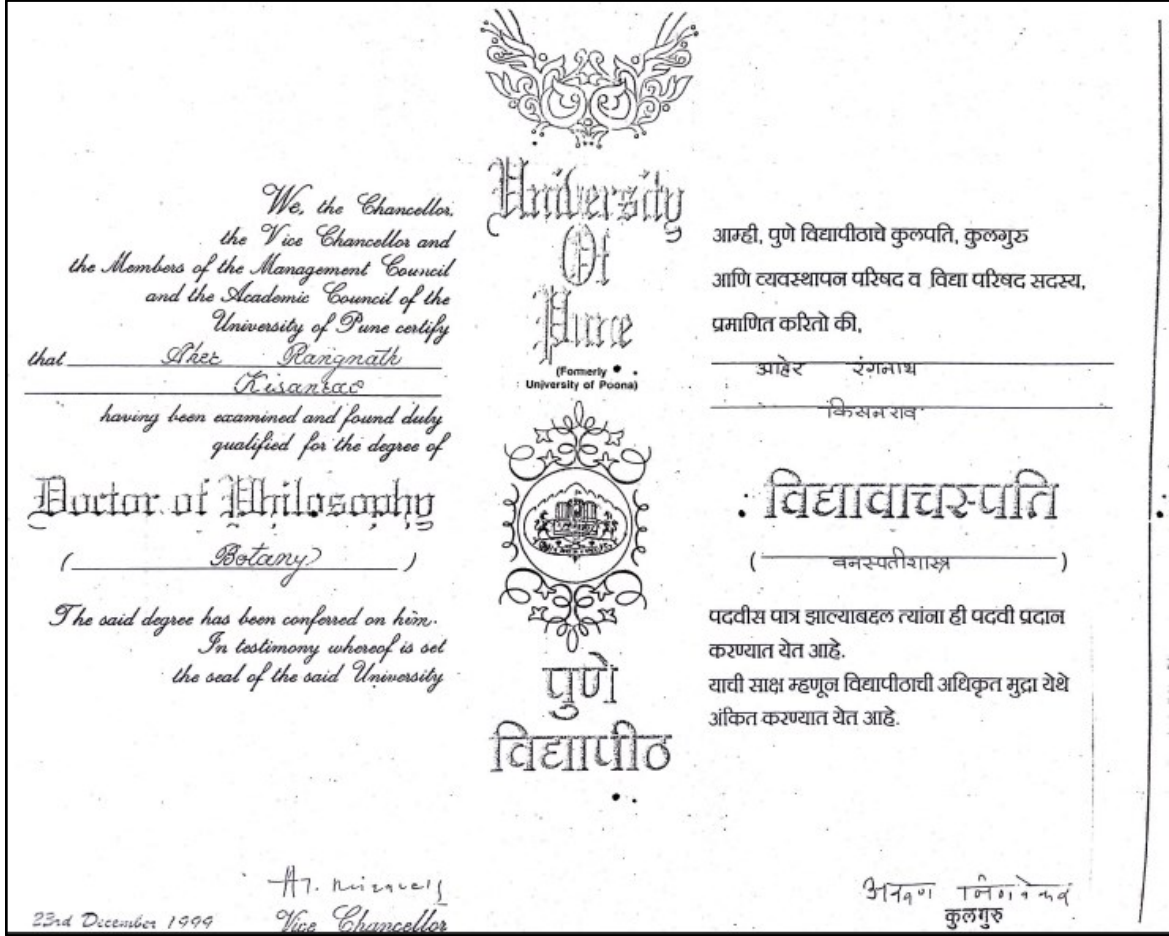 We, the Chancellor,
the Vice Chancellor and
the Members of the Management Council
and the Academic Council of the
University of Pune certify
that Aher Rangnath
Kisanrao
having been examined and found duly
qualified for the degree of
Doctor of Philosophy
( Botany )
The said degree has been conferred on him.
In testimony whereof is set
the seal of the said University
23rd December 1999
Vice Chancellor
University
Of
Pune
(Formerly
University of Poona)
पुणे
विद्यापीठ
आम्ही, पुणे विद्यापीठाचे कुलपति, कुलगुरु
आणि व्यवस्थापन परिषद व विद्या परिषद सदस्य,
प्रमाणित करितो की,
आहेर रंगनाथ
किसनराव
विद्यावाचस्पति
( वनस्पतीशास्त्र )
पदवीस पात्र झाल्याबद्दल त्यांना ही पदवी प्रदान
करण्यात येत आहे.
याची साक्ष म्हणून विद्यापीठाची अधिकृत मुद्रा येथे
अंकित करण्यात येत आहे.
कुलगुरु